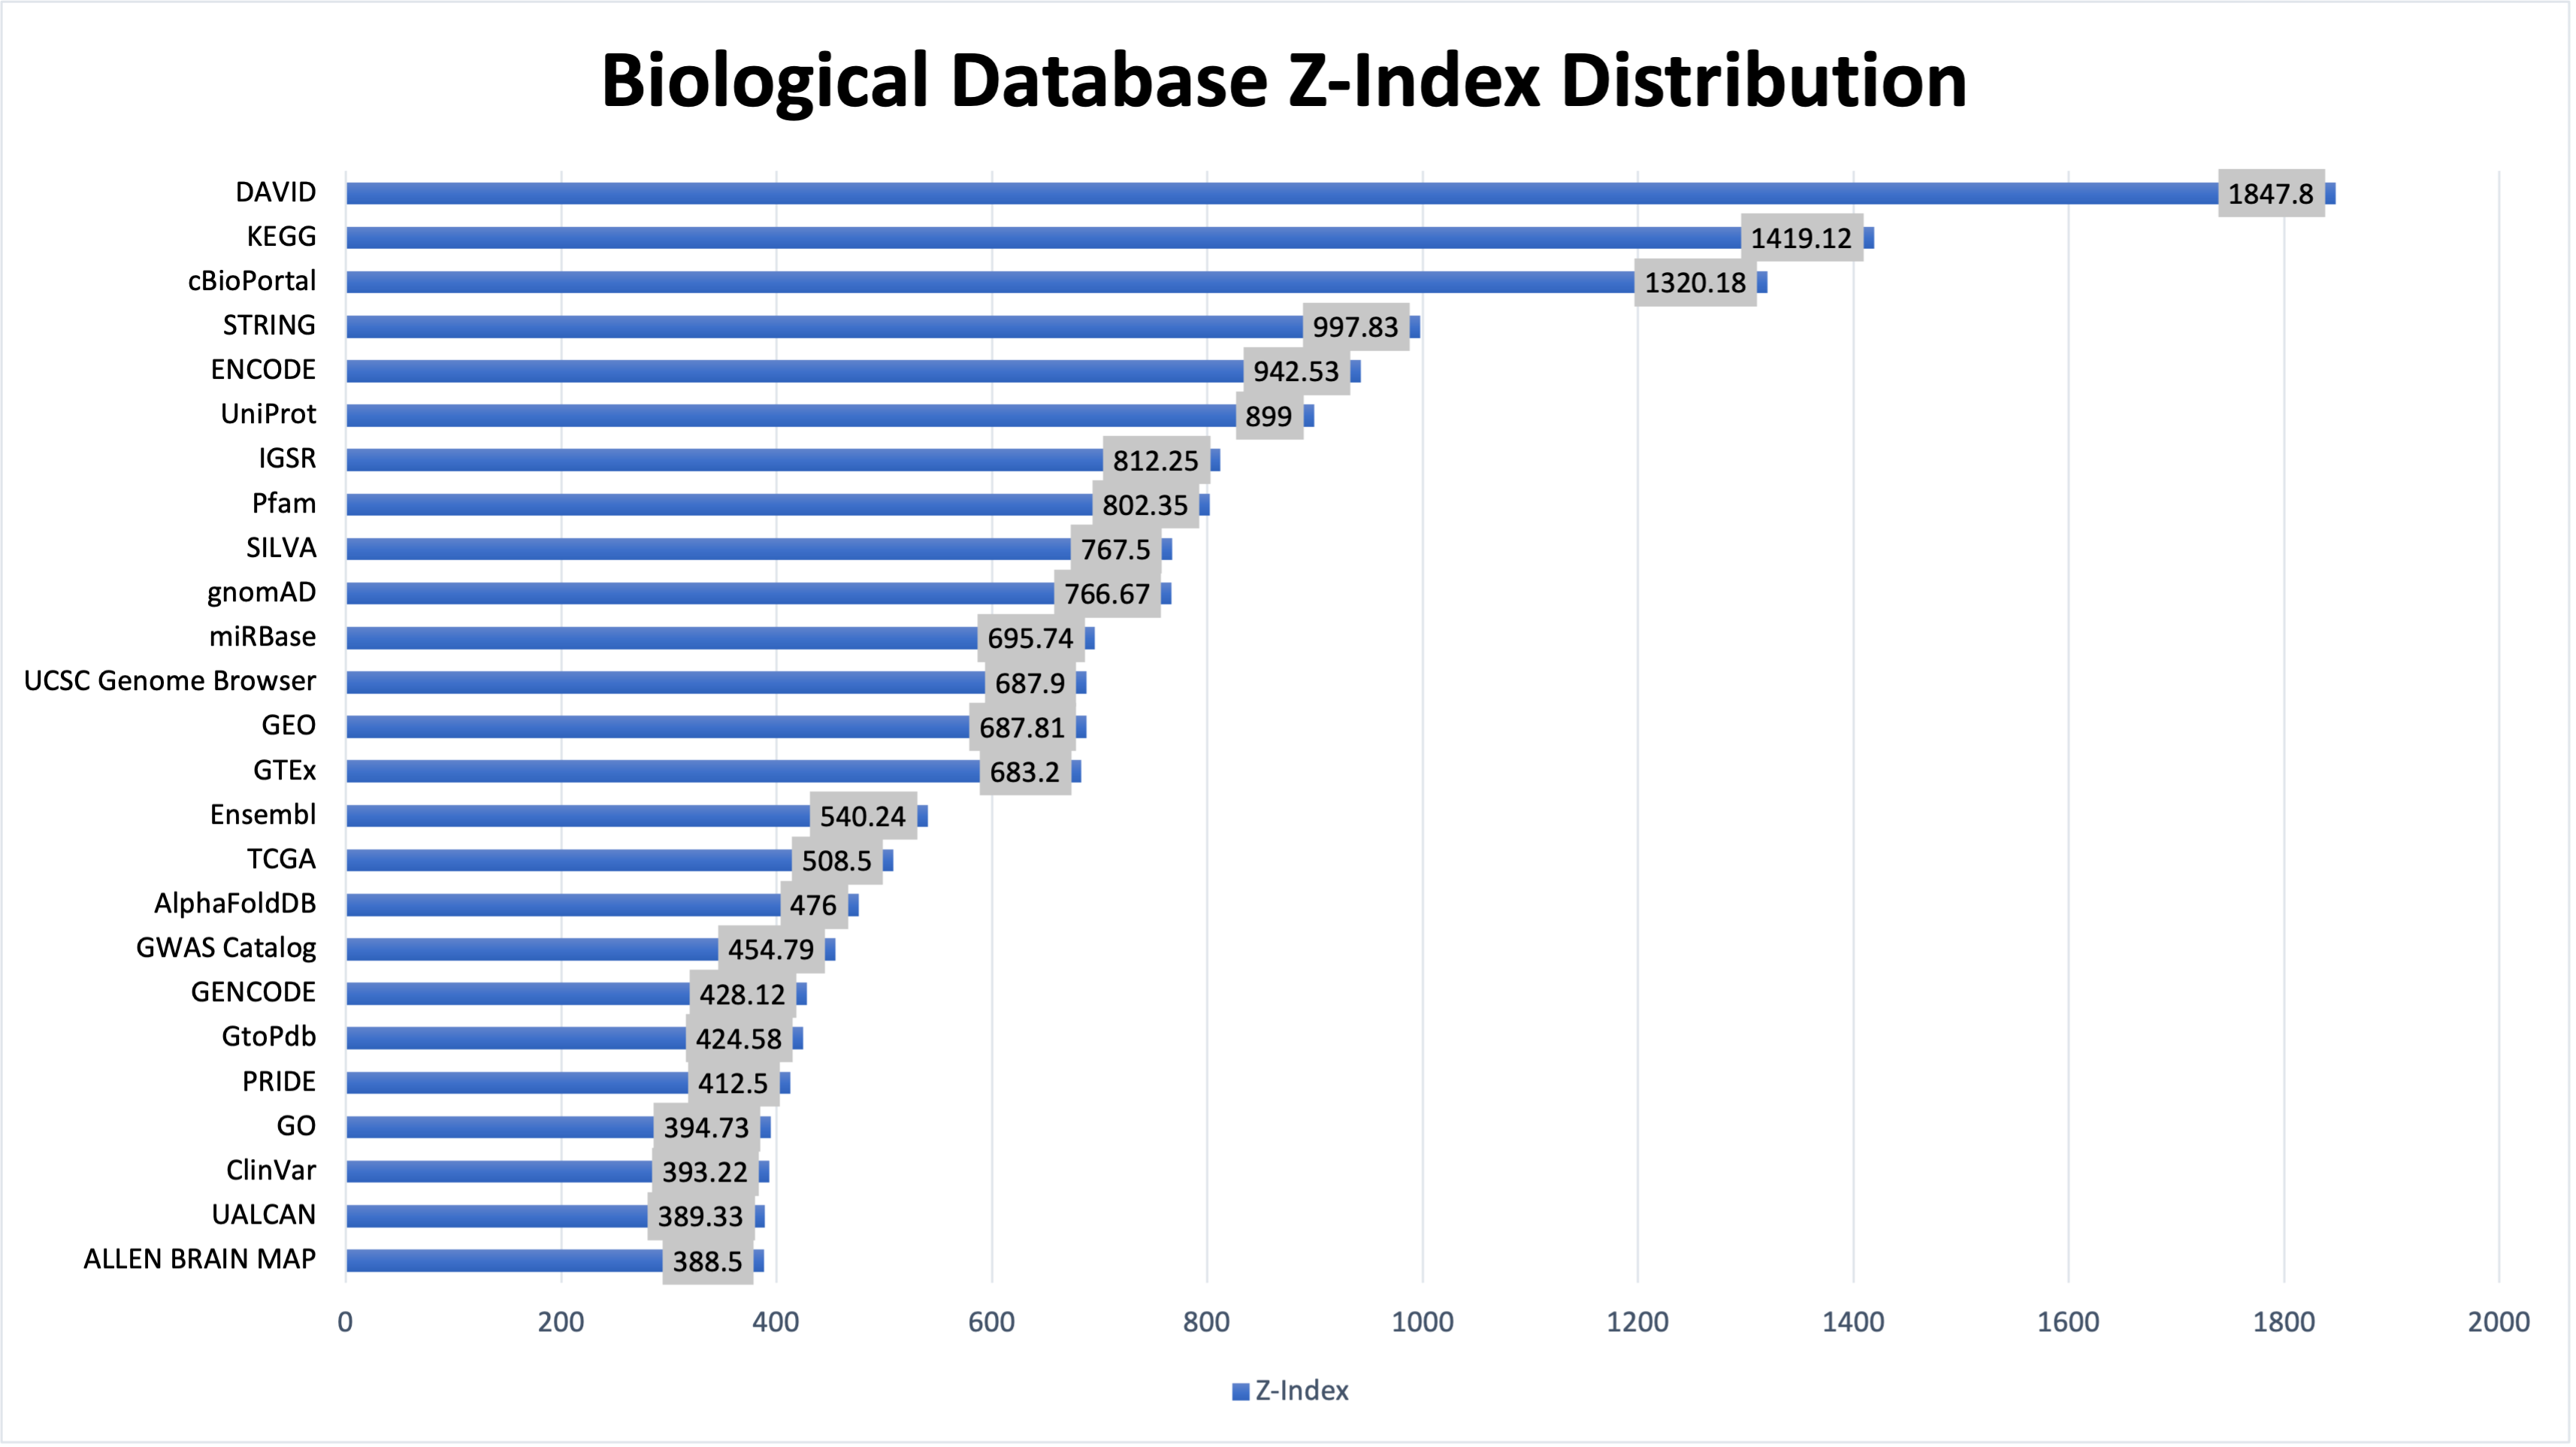 Biological Database Z-Index Distribution
DAVID 1847.8
KEGG 1419.12
cBioPortal 1320.18
STRING 997.83
ENCODE 942.53
UniProt 899
IGSR 812.25
Pfam 802.35
SILVA 767.5
gnomAD 766.67
miRBase 695.74
UCSC Genome Browser 687.9
GEO 687.81
GTEx 683.2
Ensembl 540.24
TCGA 508.5
AlphaFoldDB 476
GWAS Catalog 454.79
GENCODE 428.12
GtoPdb 424.58
PRIDE 412.5
GO 394.73
ClinVar 393.22
UALCAN 389.33
ALLEN BRAIN MAP 388.5
0 200 400 600 800 1000 1200 1400 1600 1800 2000
Z-Index